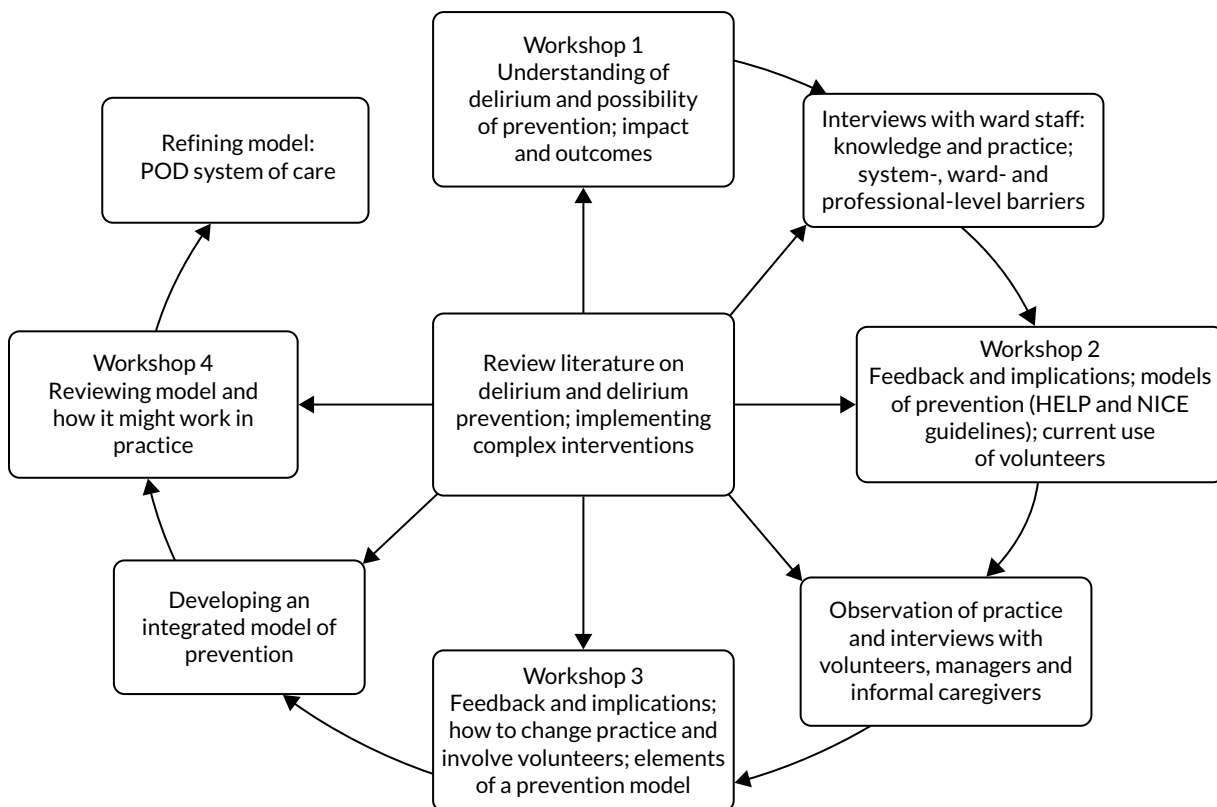 Workshop 1
Understanding of
delirium and possibility
of prevention; impact
and outcomes
Interviews with ward staff:
knowledge and practice;
system-, ward- and
professional-level barriers
Refining model:
POD system of care
Workshop 4
Reviewing model and
how it might work in
practice
Review literature on
delirium and delirium
prevention; implementing
complex interventions
Workshop 2
Feedback and implications; models
of prevention (HELP and NICE
guidelines); current use
of volunteers
Developing an
integrated model of
prevention
Workshop 3
Feedback and implications;
how to change practice and
involve volunteers; elements
of a prevention model
Observation of practice
and interviews with
volunteers, managers and
informal caregivers